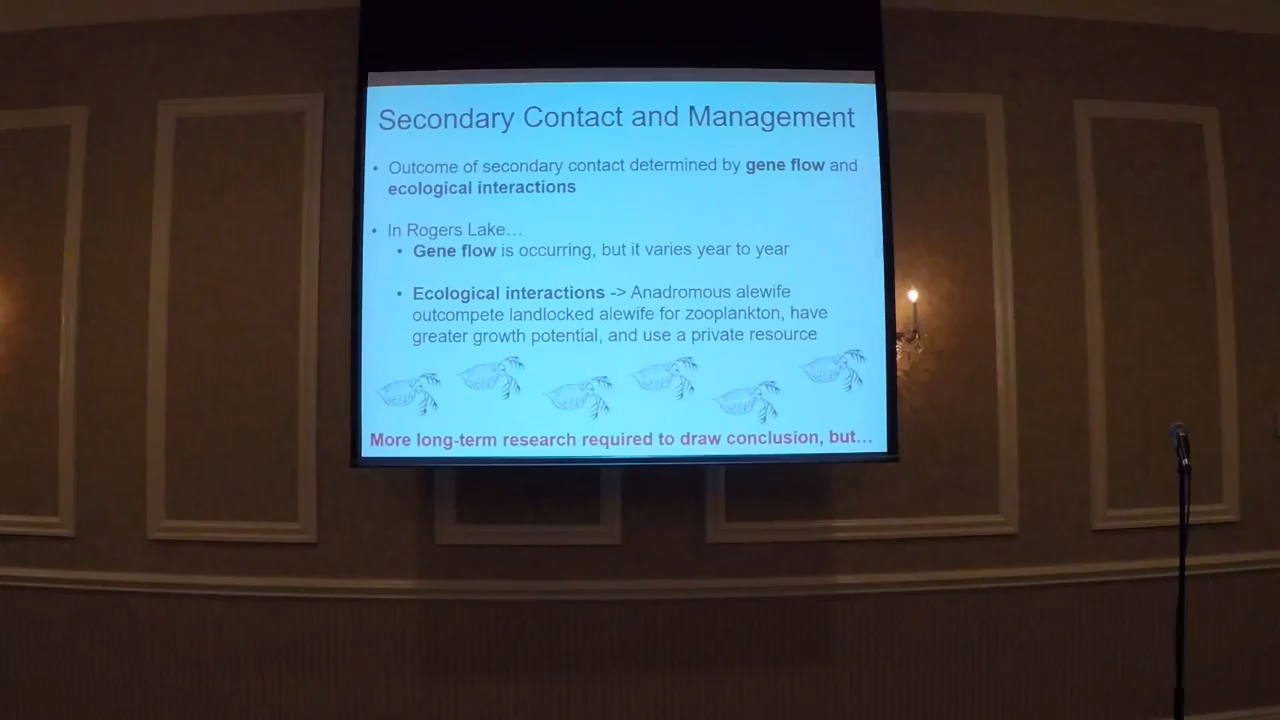 Secondary Contact and Management
• Outcome of secondary contact determined by gene flow and
ecological interactions
• In Rogers Lake…
• Gene flow is occurring, but it varies year to year
• Ecological interactions -> Anadromous alewife
outcompete landlocked alewife for zooplankton, have
greater growth potential, and use a private resource
More long-term research required to draw conclusion, but…